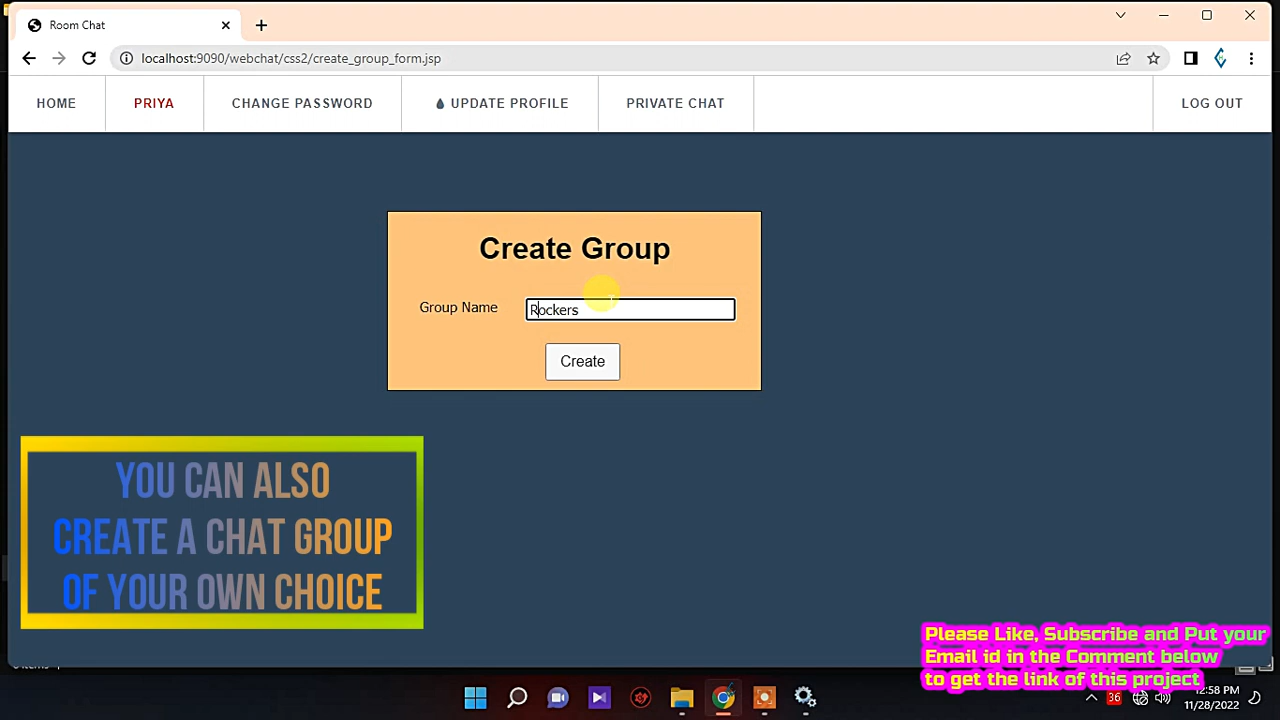 Room Chat
localhost:9090/webchat/css2/create_group_form.jsp
HOME
PRIYA
CHANGE PASSWORD
UPDATE PROFILE
PRIVATE CHAT
LOG OUT
Create Group
Group Name
Rockers
Create
YOU CAN ALSO
CREATE A CHAT GROUP
OF YOUR OWN CHOICE
Please Like, Subscribe and Put your
Email id in the Comment below
to get the link of this project
36
12:58 PM
11/28/2022